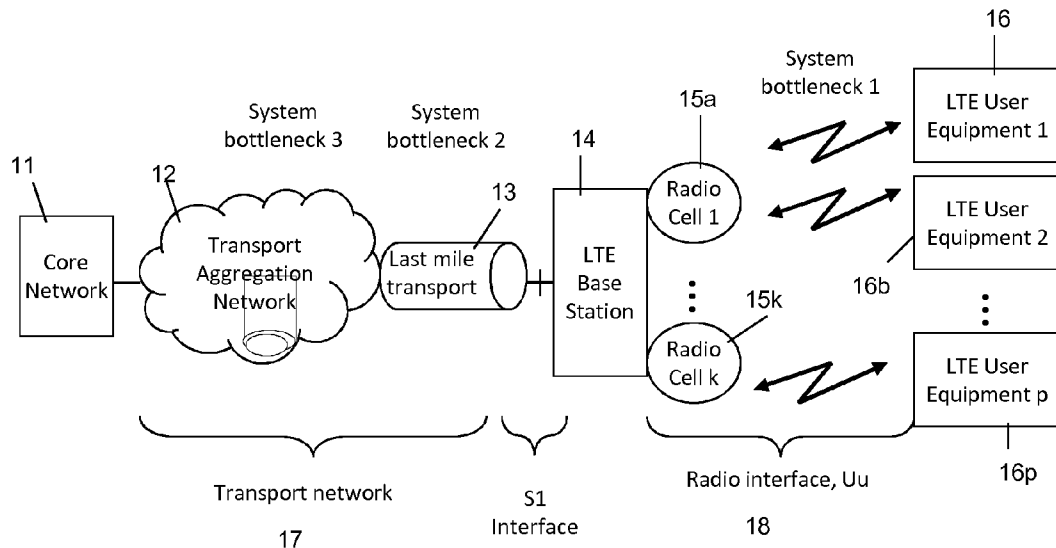 16
System
bottleneck 1
15a
LTE User
Equipment 1
System
bottleneck 3
System
bottleneck 2
14
11
12
13
Radio
Cell 1
LTE User
Equipment 2
Core
Network
Transport
Aggregation
Network
Last mile
transport
LTE
Base
Station
16b
15k
Radio
Cell k
LTE User
Equipment p
16p
Transport network
17
S1
Interface
Radio interface, Uu
18